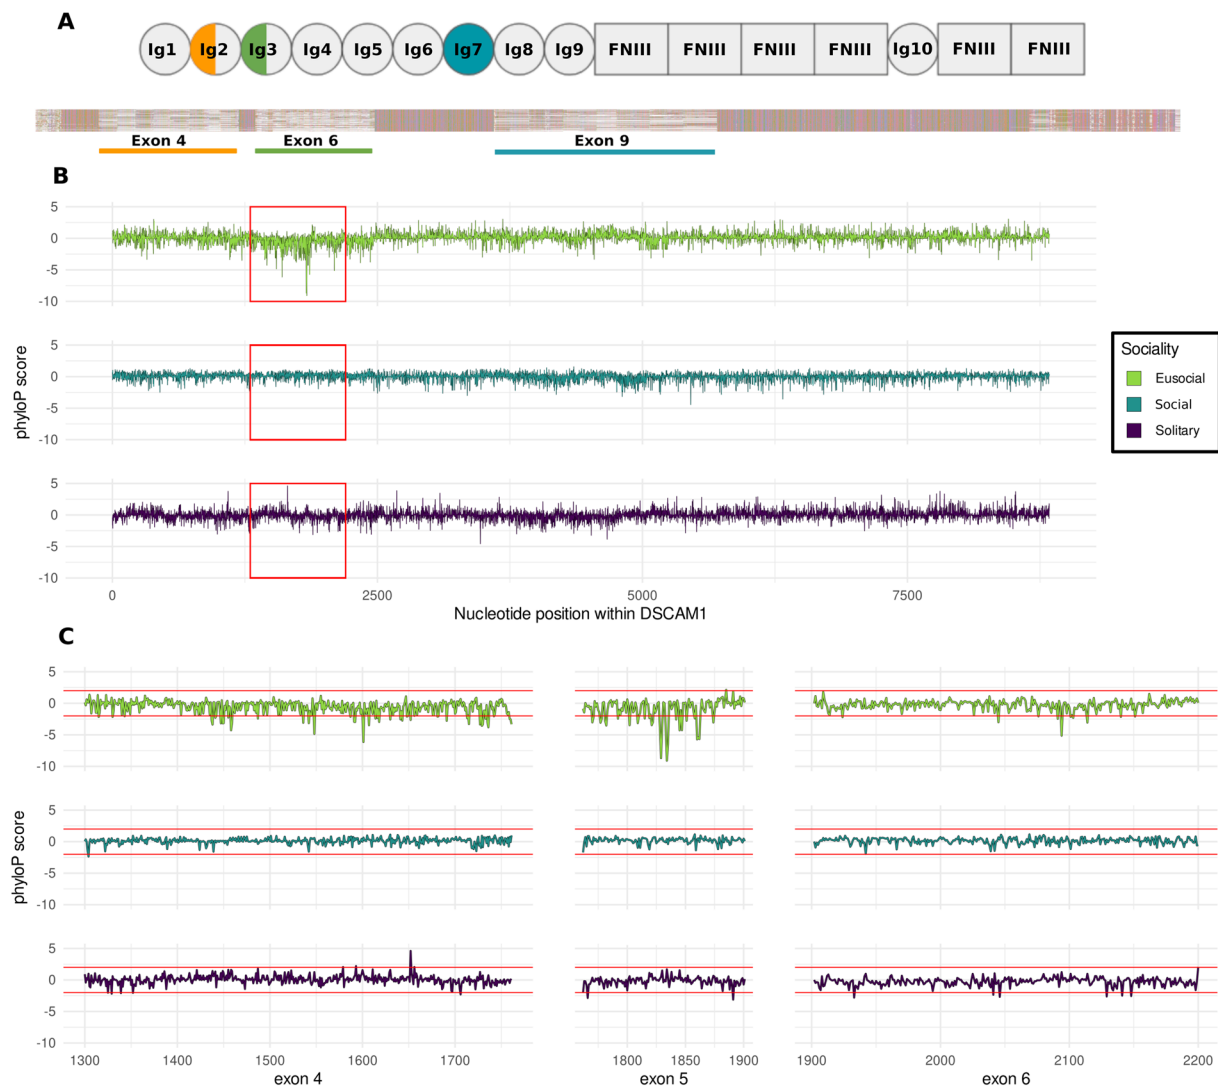 A
Ig1 Ig2 Ig3 Ig4 Ig5 Ig6 Ig7 Ig8 Ig9 FNIII FNIII FNIII FNIII Ig10 FNIII FNIII
Exon 4 Exon 6 Exon 9
B
5
0
-5
-10
5
0
-5
-10
5
0
-5
-10
phyloP score
0 2500 5000 7500
Nucleotide position within DSCAM1
Sociality
Eusocial
Social
Solitary
C
5
0
-5
-10
5
0
-5
-10
5
0
-5
-10
phyloP score
1300 1400 1500 1600 1700 1800 1850 1900 1900 2000 2100 2200
exon 4 exon 5 exon 6